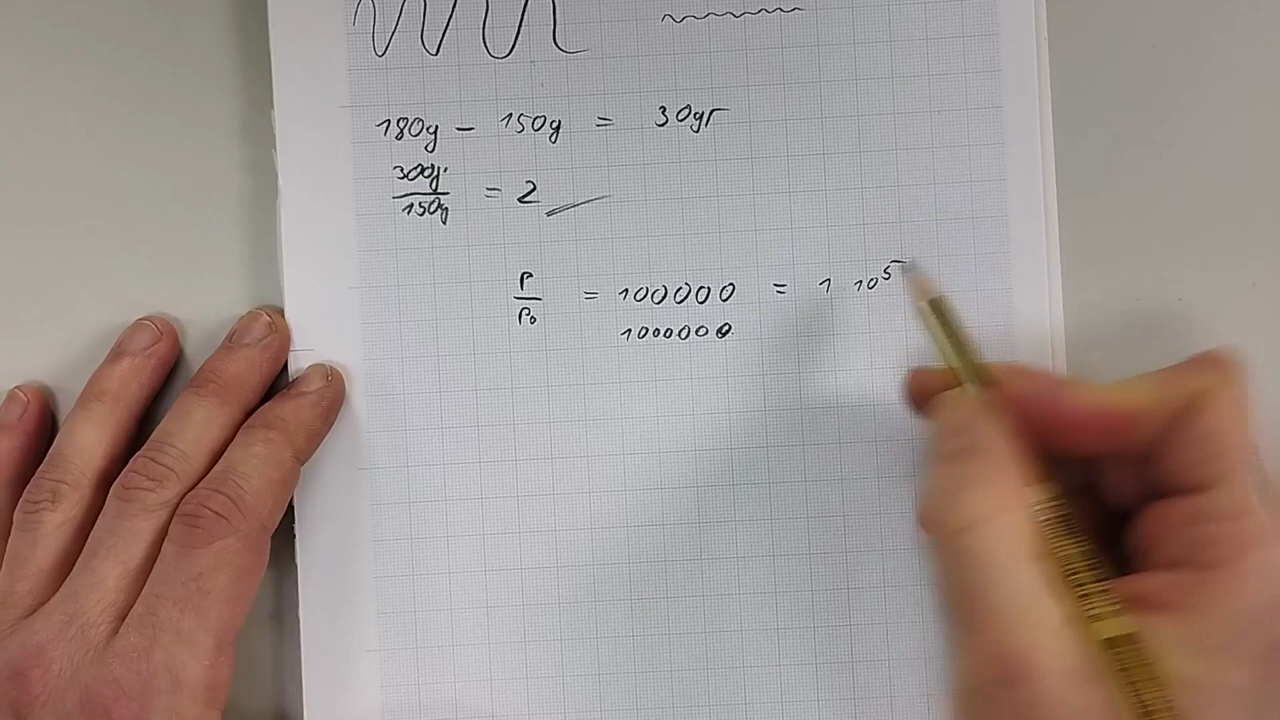 180g - 150g = 30gr
300g
150g
= 2
P
P₀
= 100000 = 1 10⁵
1000000